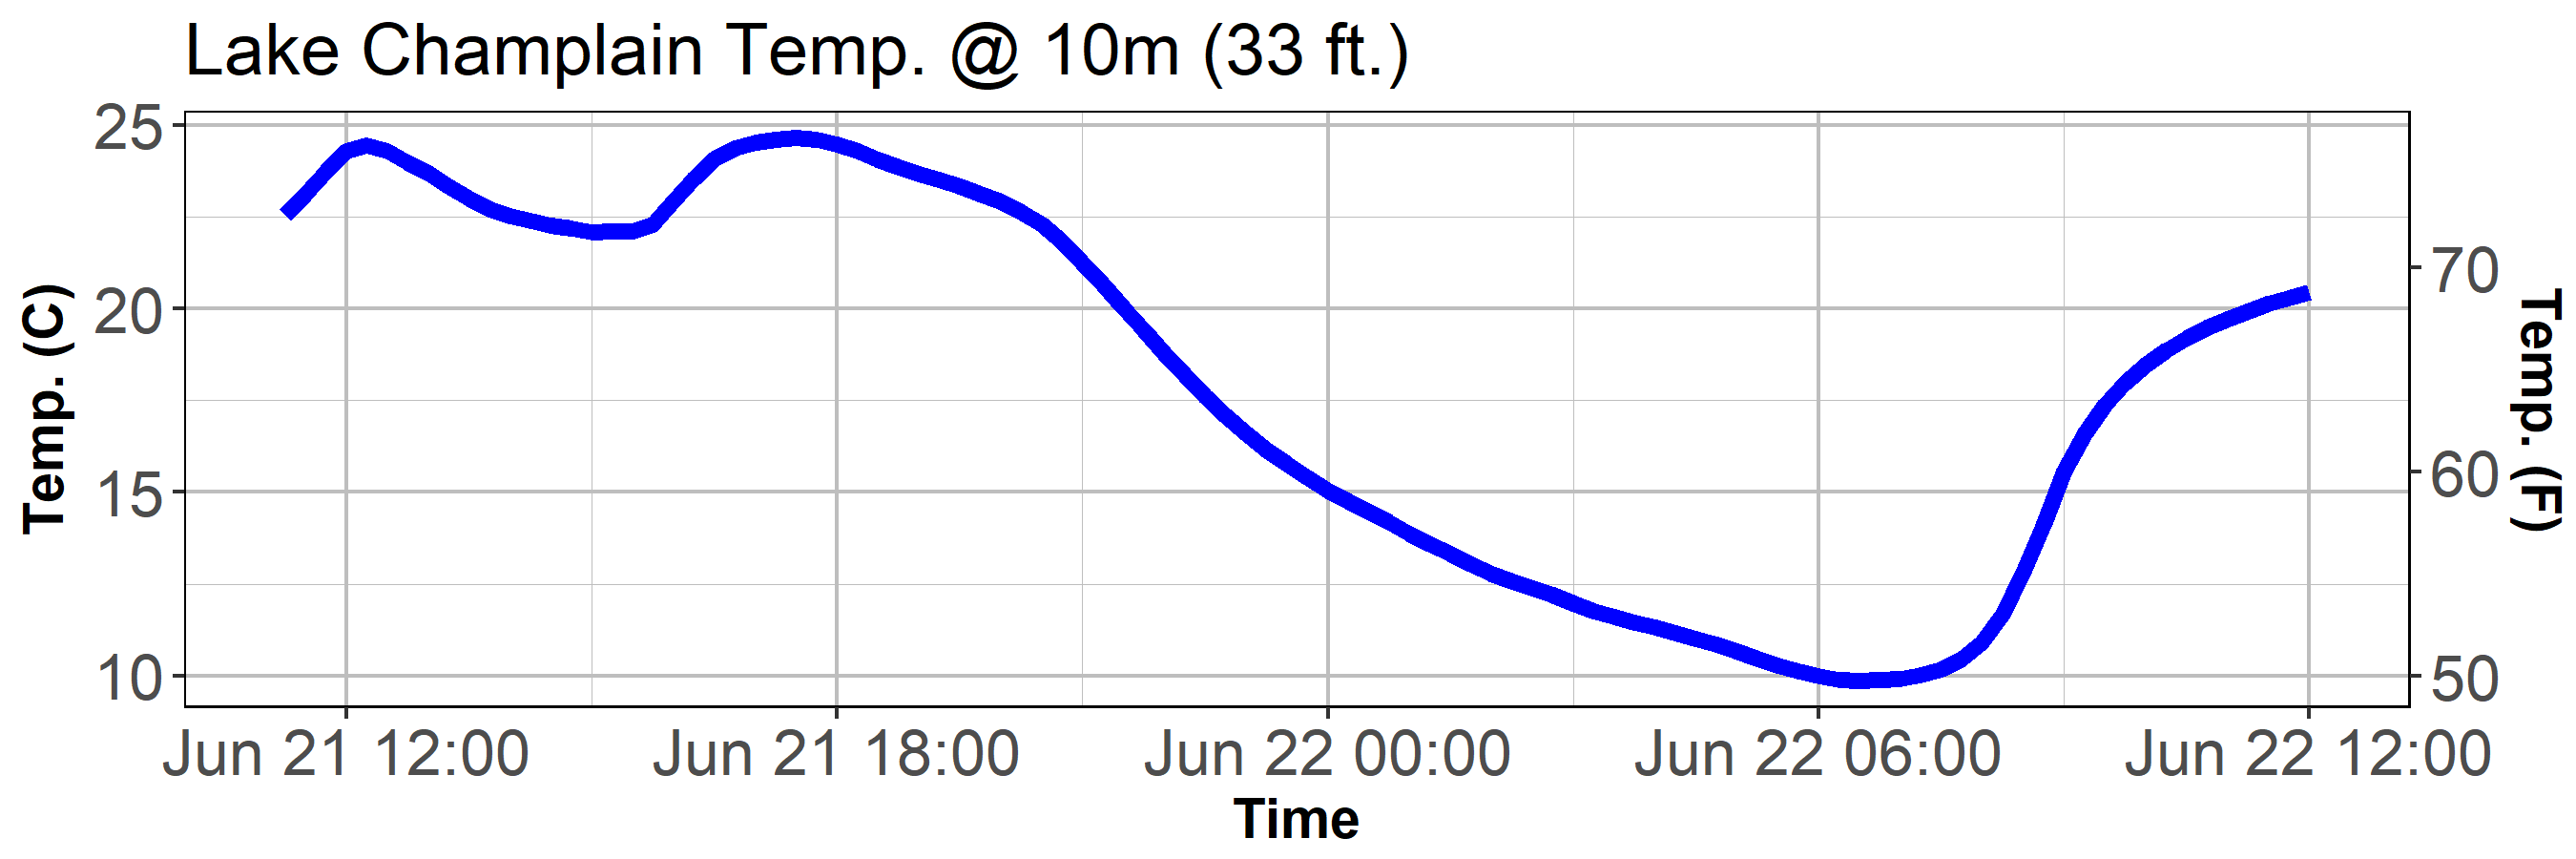 Lake Champlain Temp. @ 10m (33 ft.)
25
20
15
10
Temp. (C)
70
60
50
Temp. (F)
Jun 21 12:00 Jun 21 18:00 Jun 22 00:00 Jun 22 06:00 Jun 22 12:00
Time